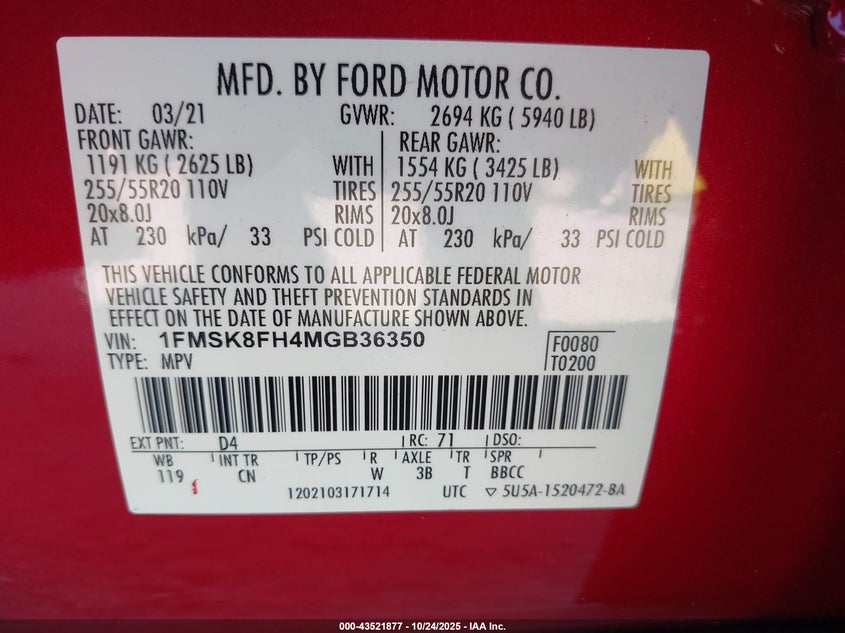 MFD. BY FORD MOTOR CO.
DATE: 03/21 GVWR: 2694 KG ( 5940 LB)
FRONT GAWR: REAR GAWR:
1191 KG ( 2625 LB) WITH 1554 KG ( 3425 LB) WITH
255/55R20 110V TIRES 255/55R20 110V TIRES
20x8.0J RIMS 20x8.0J RIMS
AT 230 kPa/ 33 PSI COLD AT 230 kPa/ 33 PSI COLD
THIS VEHICLE CONFORMS TO ALL APPLICABLE FEDERAL MOTOR
VEHICLE SAFETY AND THEFT PREVENTION STANDARDS IN
EFFECT ON THE DATE OF MANUFACTURE SHOWN ABOVE.
VIN: 1FMSK8FH4MGB36350 F0080
TYPE: MPV T0200
EXT PNT: D4 RC: 71 DSO:
WB INT TR TP/PS R AXLE TR SPR
119 CN W 3B T BBCC
1202103171714 UTC ▽ 5U5A-1520472-BA
000-43521877 - 10/24/2025 - IAA Inc.